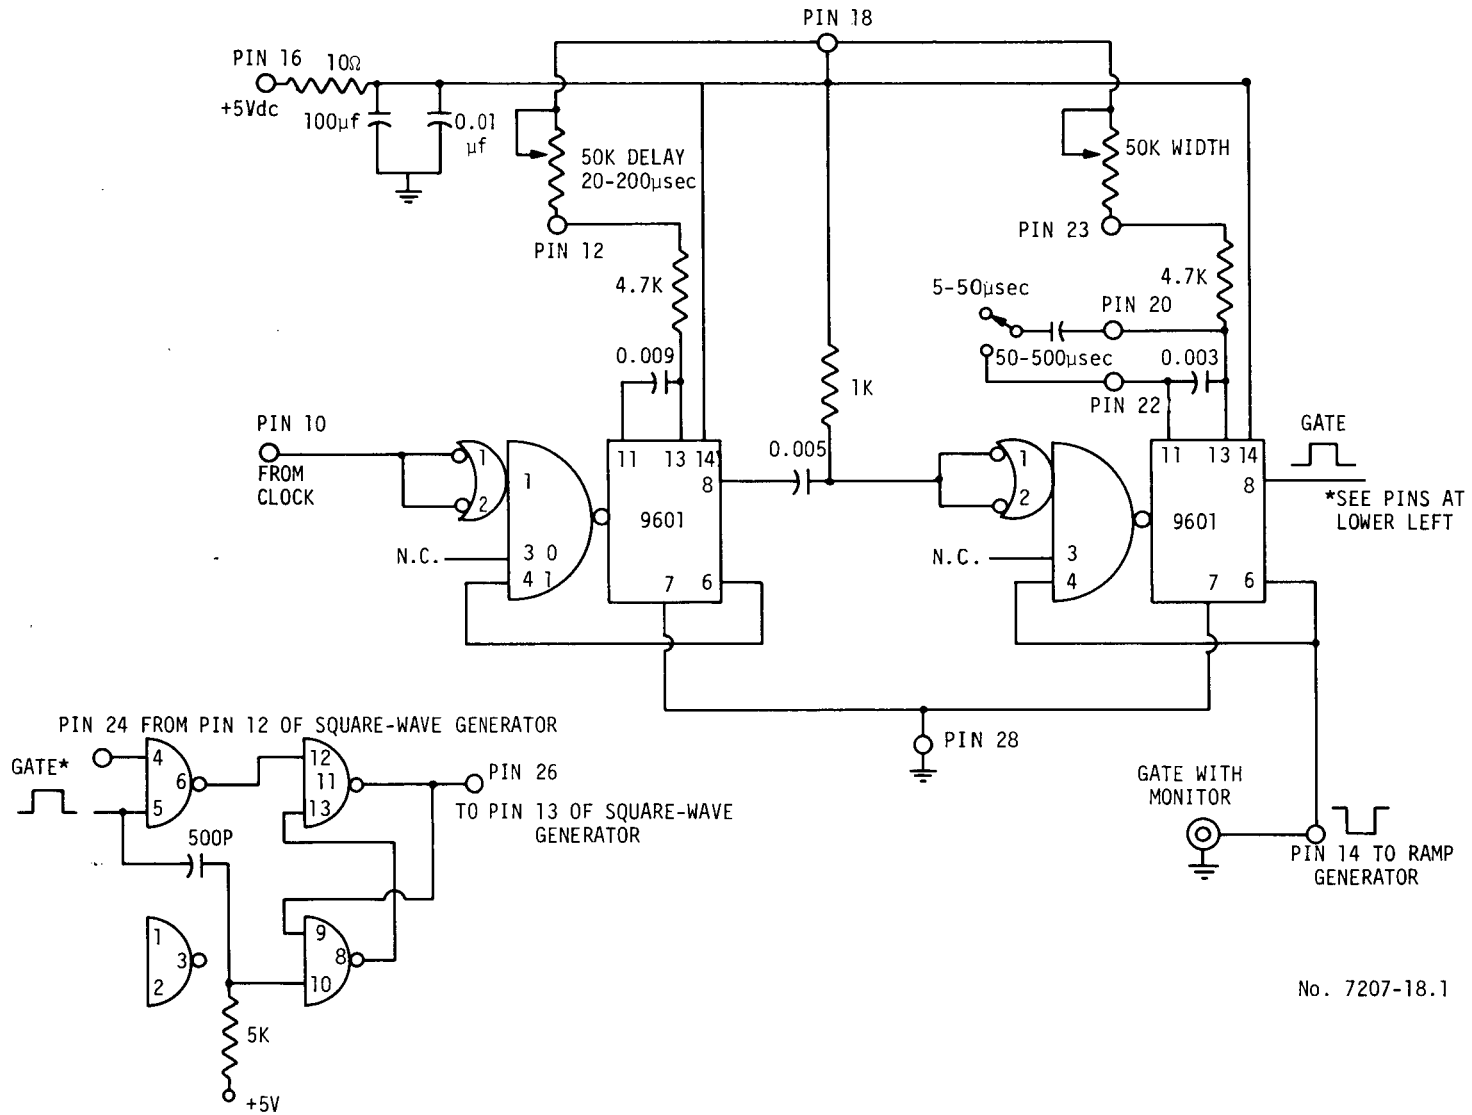 PIN 18
PIN 16
10Ω
+5Vdc
100µf
0.01
µf
50K DELAY
20-200µsec
50K WIDTH
PIN 12
PIN 23
4.7K
4.7K
5-50µsec
PIN 20
50-500µsec
0.009
0.003
1K
PIN 22
PIN 10
FROM
CLOCK
0.005
GATE
1
2
1
3 0
4 1
N.C.
11 13 14
8
9601
7 6
1
2
3
4
N.C.
11 13 14
8
9601
7 6
*SEE PINS AT
LOWER LEFT
PIN 28
PIN 24 FROM PIN 12 OF SQUARE-WAVE GENERATOR
GATE*
4
6
5
12
11
13
PIN 26
TO PIN 13 OF SQUARE-WAVE
GENERATOR
500P
1
3
2
9
8
10
5K
+5V
GATE WITH
MONITOR
PIN 14 TO RAMP
GENERATOR
No. 7207-18.1